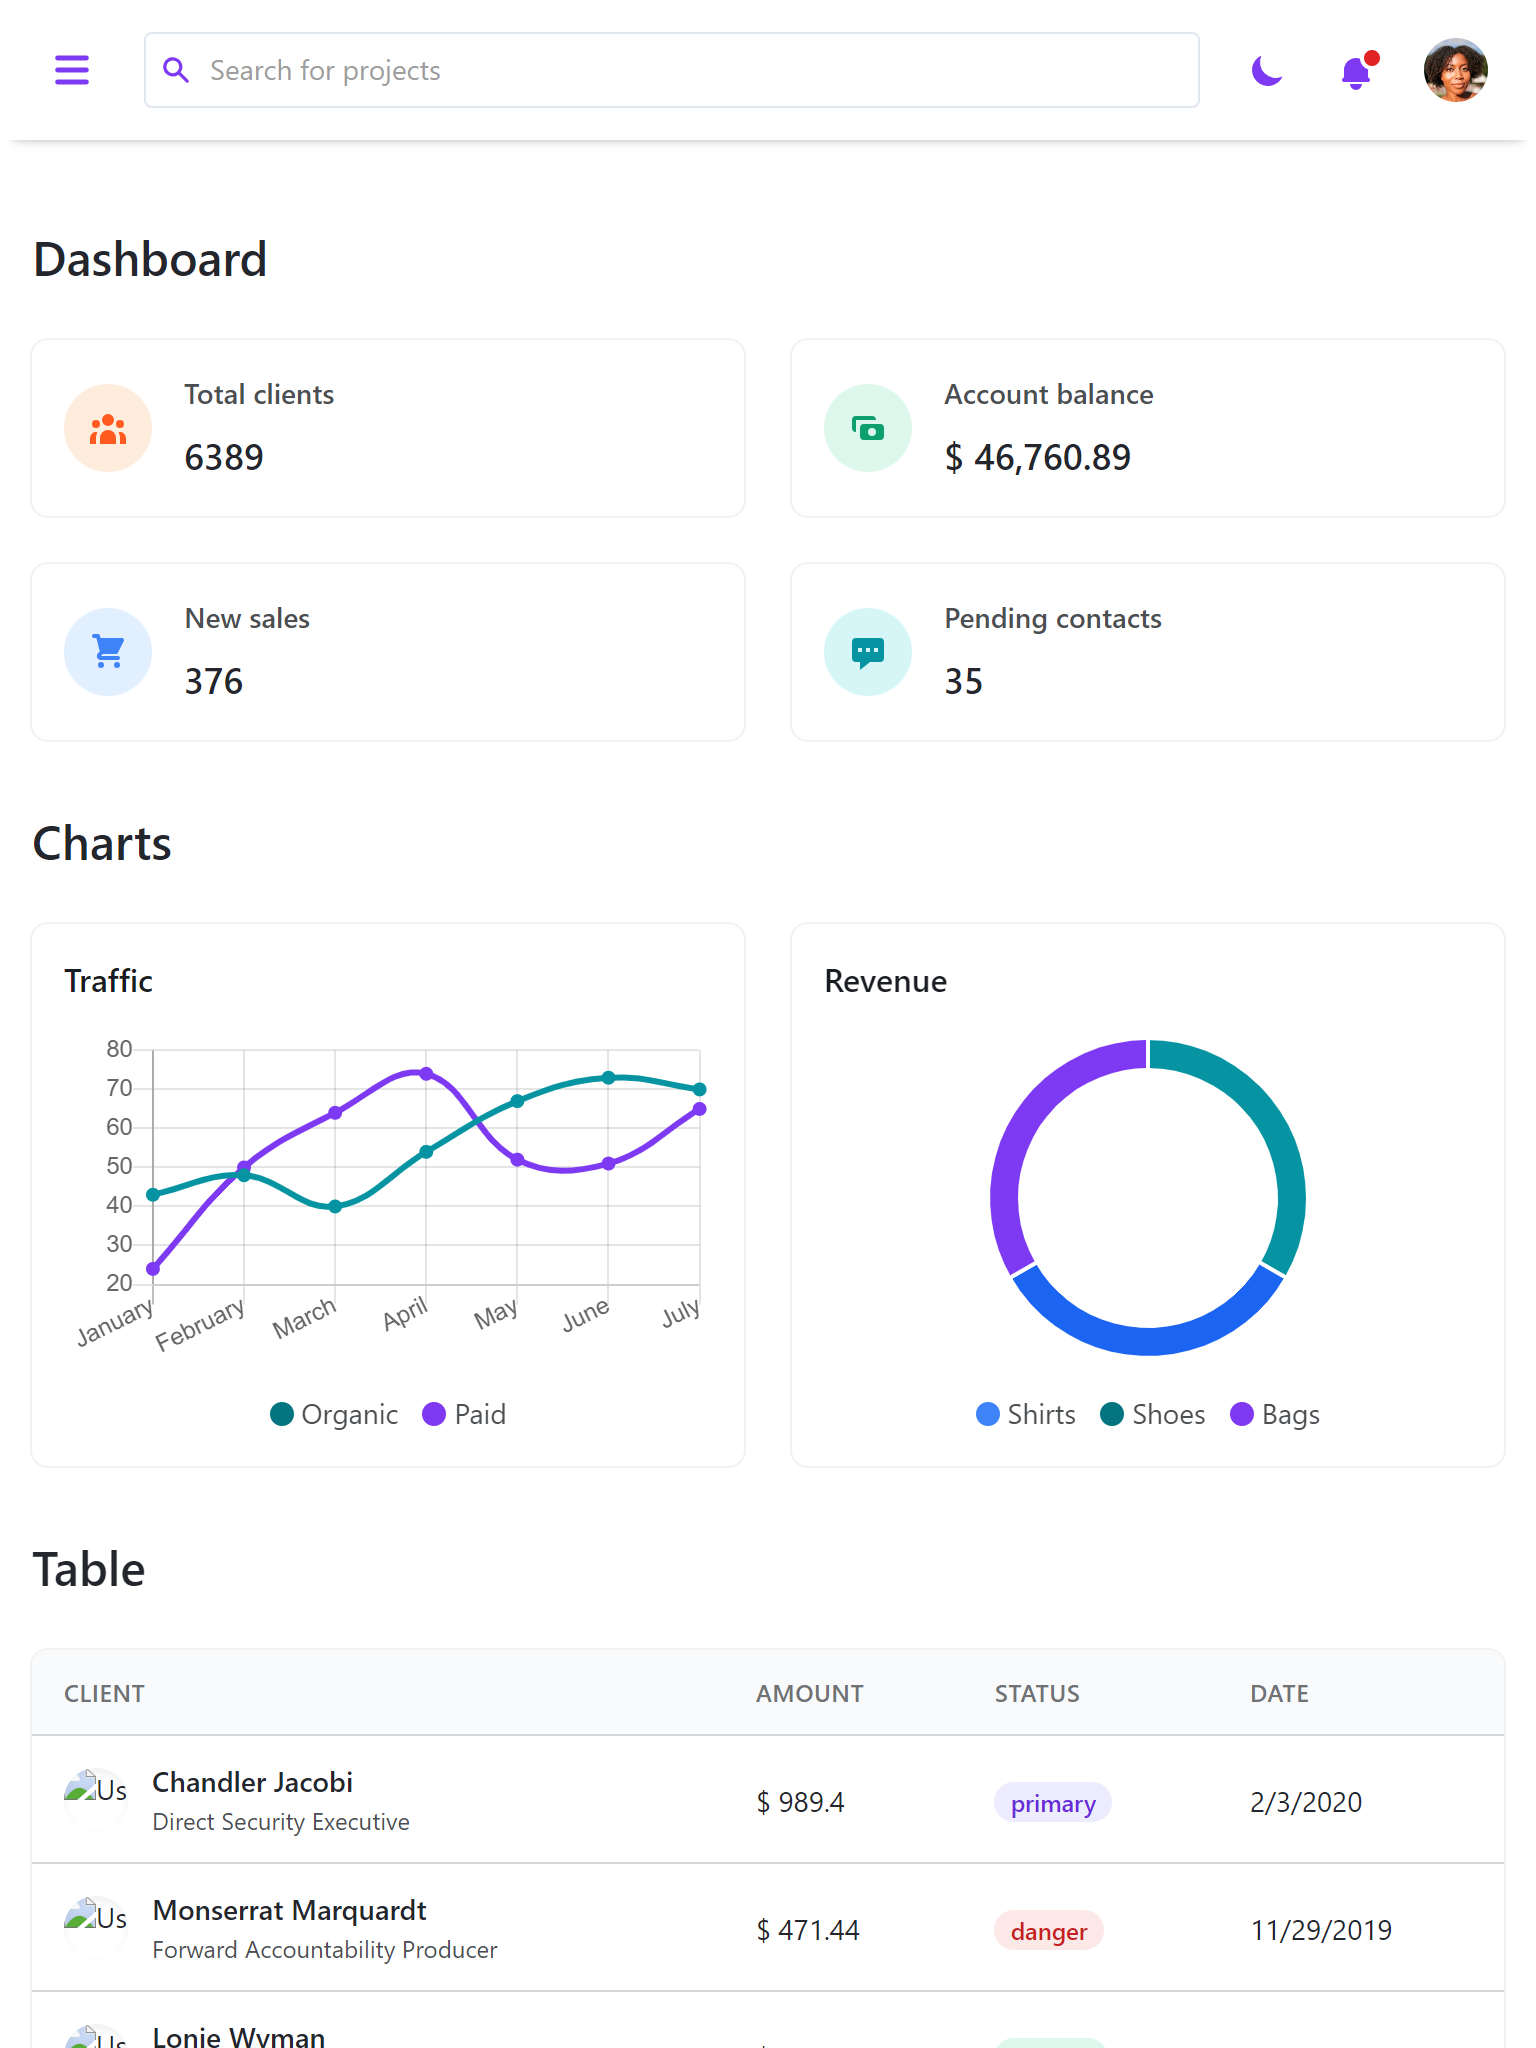 Search for projects
Dashboard
Total clients
6389
Account balance
$ 46,760.89
New sales
376
Pending contacts
35
Charts
Traffic
80
70
60
50
40
30
20
January
February
March
April
May
June
July
Organic
Paid
Revenue
Shirts
Shoes
Bags
Table
CLIENT AMOUNT STATUS DATE
Us
Chandler Jacobi
Direct Security Executive
$ 989.4
primary
2/3/2020
Us
Monserrat Marquardt
Forward Accountability Producer
$ 471.44
danger
11/29/2019
Us
Lonie Wyman